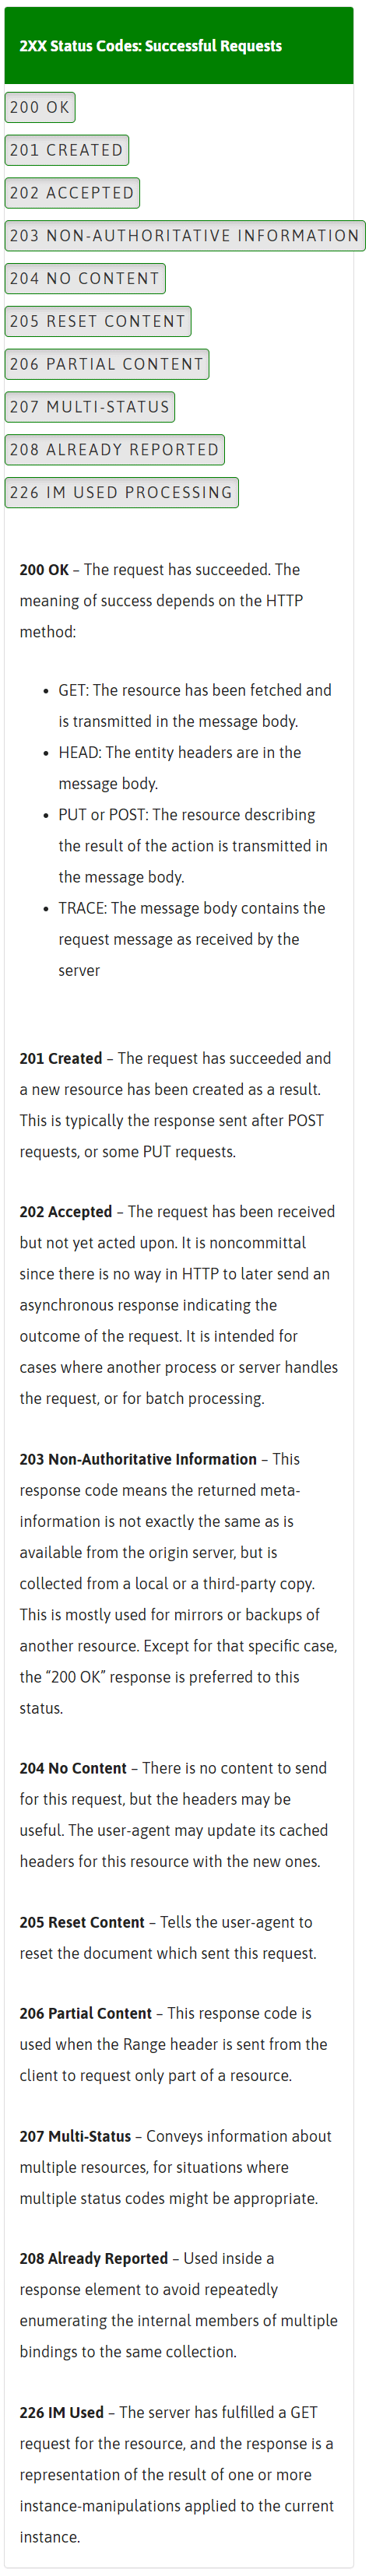 2XX Status Codes: Successful Requests
200 OK
201 CREATED
202 ACCEPTED
203 NON-AUTHORITATIVE INFORMATION
204 NO CONTENT
205 RESET CONTENT
206 PARTIAL CONTENT
207 MULTI-STATUS
208 ALREADY REPORTED
226 IM USED PROCESSING
200 OK – The request has succeeded. The
meaning of success depends on the HTTP
method:
• GET: The resource has been fetched and
is transmitted in the message body.
• HEAD: The entity headers are in the
message body.
• PUT or POST: The resource describing
the result of the action is transmitted in
the message body.
• TRACE: The message body contains the
request message as received by the
server
201 Created – The request has succeeded and
a new resource has been created as a result.
This is typically the response sent after POST
requests, or some PUT requests.
202 Accepted – The request has been received
but not yet acted upon. It is noncommittal
since there is no way in HTTP to later send an
asynchronous response indicating the
outcome of the request. It is intended for
cases where another process or server handles
the request, or for batch processing.
203 Non-Authoritative Information – This
response code means the returned meta-
information is not exactly the same as is
available from the origin server, but is
collected from a local or a third-party copy.
This is mostly used for mirrors or backups of
another resource. Except for that specific case,
the “200 OK” response is preferred to this
status.
204 No Content – There is no content to send
for this request, but the headers may be
useful. The user-agent may update its cached
headers for this resource with the new ones.
205 Reset Content – Tells the user-agent to
reset the document which sent this request.
206 Partial Content – This response code is
used when the Range header is sent from the
client to request only part of a resource.
207 Multi-Status – Conveys information about
multiple resources, for situations where
multiple status codes might be appropriate.
208 Already Reported – Used inside a
response element to avoid repeatedly
enumerating the internal members of multiple
bindings to the same collection.
226 IM Used – The server has fulfilled a GET
request for the resource, and the response is a
representation of the result of one or more
instance-manipulations applied to the current
instance.